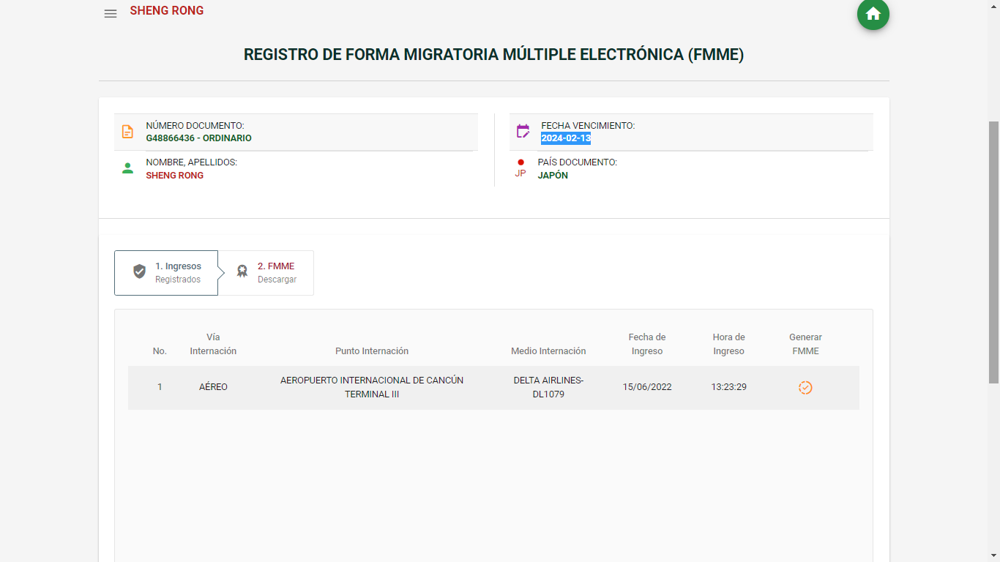 SHENG RONG
REGISTRO DE FORMA MIGRATORIA MÚLTIPLE ELECTRÓNICA (FMME)
NÚMERO DOCUMENTO:
G48866436 - ORDINARIO
NOMBRE, APELLIDOS:
SHENG RONG
FECHA VENCIMIENTO:
2024-02-13
JP
PAÍS DOCUMENTO:
JAPÓN
1. Ingresos
Registrados
2. FMME
Descargar
No.
Vía
Internación
Punto Internación
Medio Internación
Fecha de
Ingreso
Hora de
Ingreso
Generar
FMME
1
AÉREO
AEROPUERTO INTERNACIONAL DE CANCÚN
TERMINAL III
DELTA AIRLINES-
DL1079
15/06/2022
13:23:29